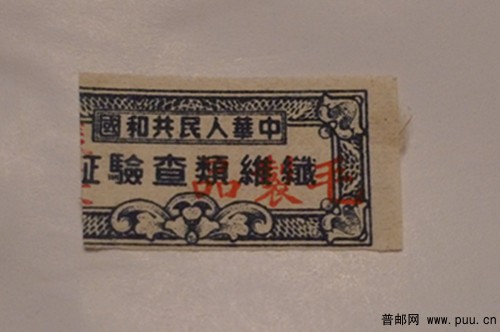 中華人民共和國
纖維類查驗証
毛製品
普邮网 www.puu.cn